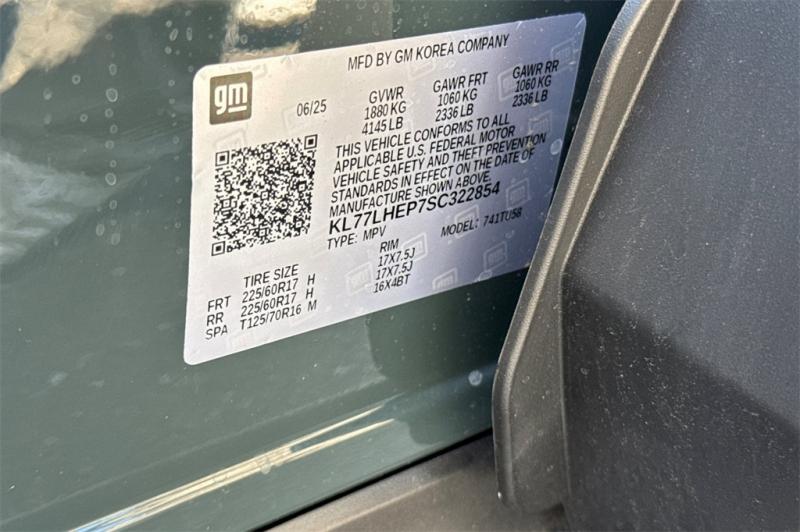 MFD BY GM KOREA COMPANY
gm
06/25
GVWR GAWR FRT GAWR RR
1880 KG 1060 KG 1060 KG
4145 LB 2336 LB 2336 LB
THIS VEHICLE CONFORMS TO ALL
APPLICABLE U.S. FEDERAL MOTOR
VEHICLE SAFETY AND THEFT PREVENTION
STANDARDS IN EFFECT ON THE DATE OF
MANUFACTURE SHOWN ABOVE.
KL77LHEP7SC322854
TYPE: MPV MODEL: 741TU58
TIRE SIZE RIM
FRT 225/60R17 H 17X7.5J
RR 225/60R17 H 17X7.5J
SPA T125/70R16 M 16X4BT